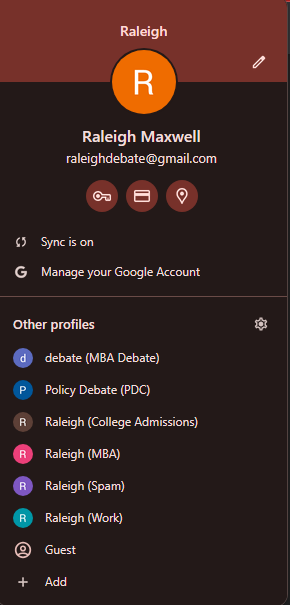 Raleigh
R
Raleigh Maxwell
raleighdebate@gmail.com
Sync is on
G Manage your Google Account
Other profiles
d debate (MBA Debate)
P Policy Debate (PDC)
R Raleigh (College Admissions)
R Raleigh (MBA)
R Raleigh (Spam)
R Raleigh (Work)
Guest
Add